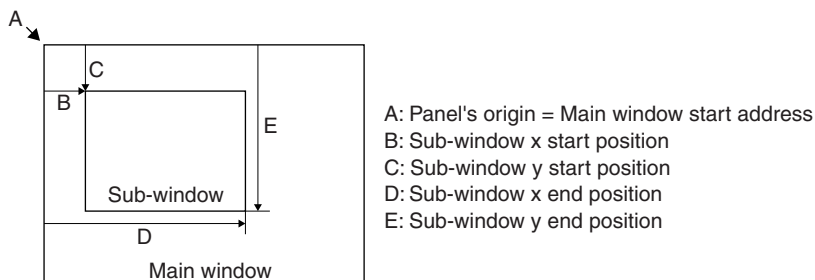 A
C
B
E
Sub-window
D
Main window
A: Panel's origin = Main window start address
B: Sub-window x start position
C: Sub-window y start position
D: Sub-window x end position
E: Sub-window y end position